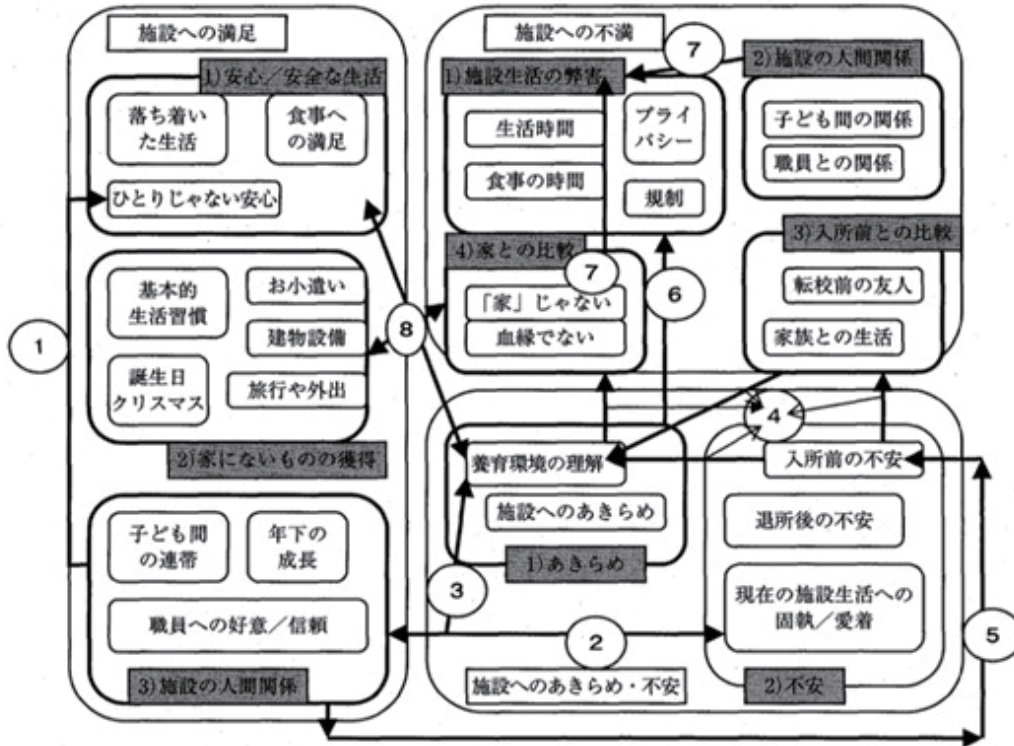 施設への満足
1)安心／安全な生活
落ち着い
た生活
食事へ
の満足
ひとりじゃない安心
基本的
生活習慣
お小遣い
建物設備
誕生日
クリスマス
旅行や外出
2)家にないものの獲得
子ども間
の連帯
年下の
成長
職員への好意／信頼
3)施設の人間関係
施設への不満
1)施設生活の弊害
生活時間
プライ
バシー
食事の時間
規制
2)施設の人間関係
子ども間の関係
職員との関係
4)家との比較
「家」じゃない
血縁でない
3)入所前との比較
転校前の友人
家族との生活
養育環境の理解
施設へのあきらめ
1)あきらめ
入所前の不安
退所後の不安
現在の施設生活への
固執／愛着
2)不安
施設へのあきらめ・不安
1
2
3
4
5
6
7
7
8